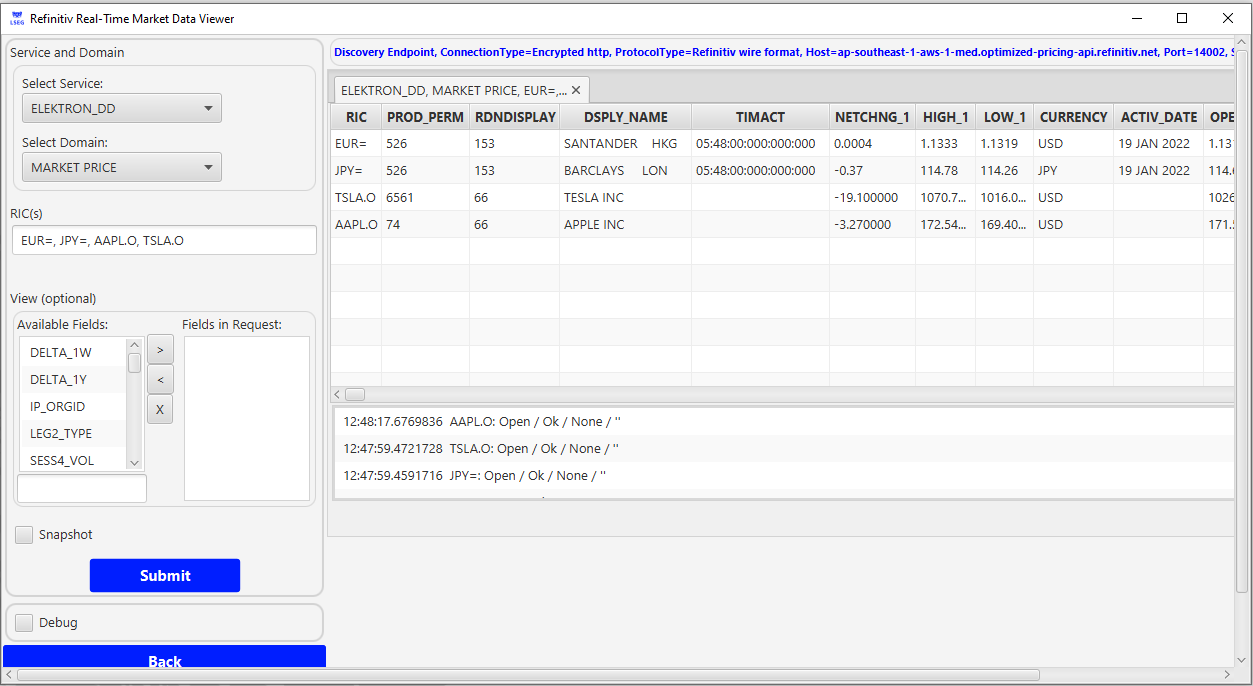 LSEG
Refinitiv Real-Time Market Data Viewer
Service and Domain
Select Service:
ELEKTRON_DD
Select Domain:
MARKET PRICE
RIC(s)
EUR=, JPY=, AAPL.O, TSLA.O
View (optional)
Available Fields:
Fields in Request:
DELTA_1W
DELTA_1Y
IP_ORGID
LEG2_TYPE
SESS4_VOL
>
<
X
Snapshot
Submit
Debug
Back
Discovery Endpoint, ConnectionType=Encrypted http, ProtocolType=Refinitiv wire format, Host=ap-southeast-1-aws-1-med.optimized-pricing-api.refinitiv.net, Port=14002,
ELEKTRON_DD, MARKET PRICE, EUR=,...
RIC PROD_PERM RDNDISPLAY DSPLY_NAME TIMACT NETCHNG_1 HIGH_1 LOW_1 CURRENCY ACTIV_DATE OPE
EUR= 526 153 SANTANDER HKG 05:48:00:000:000:000 0.0004 1.1333 1.1319 USD 19 JAN 2022 1.13
JPY= 526 153 BARCLAYS LON 05:48:00:000:000:000 -0.37 114.78 114.26 JPY 19 JAN 2022 114.
TSLA.O 6561 66 TESLA INC -19.100000 1070.7... 1016.0... USD 1026
AAPL.O 74 66 APPLE INC -3.270000 172.54... 169.40... USD 171.
12:48:17.6769836 AAPL.O: Open / Ok / None / ''
12:47:59.4721728 TSLA.O: Open / Ok / None / ''
12:47:59.4591716 JPY=: Open / Ok / None / ''